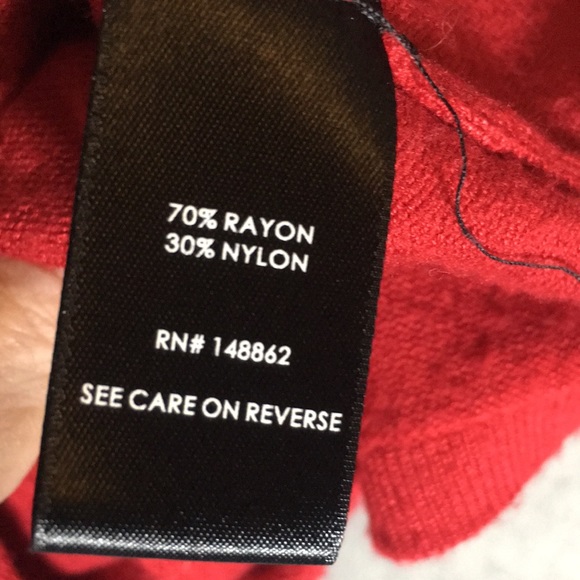 70% RAYON
30% NYLON
RN# 148862
SEE CARE ON REVERSE